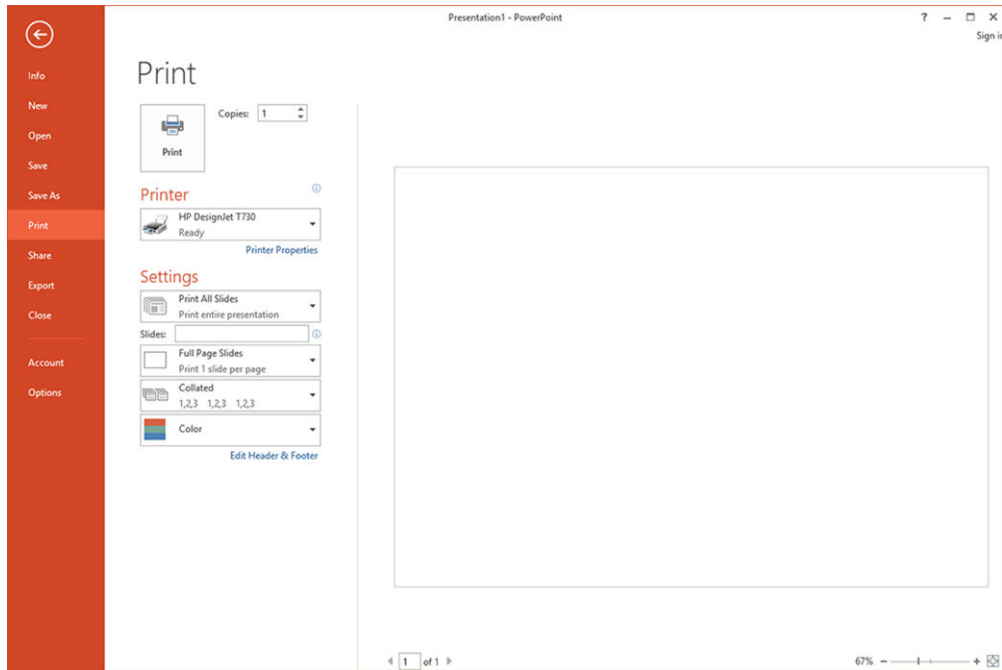 Presentation1 - PowerPoint
?
Sign in
Info
New
Open
Save
Save As
Print
Share
Export
Close
Account
Options
Print
Print
Copies: 1
Printer
HP DesignJet T730
Ready
Printer Properties
Settings
Print All Slides
Print entire presentation
Slides:
Full Page Slides
Print 1 slide per page
Collated
1,2,3 1,2,3 1,2,3
Color
Edit Header & Footer
1 of 1
67%